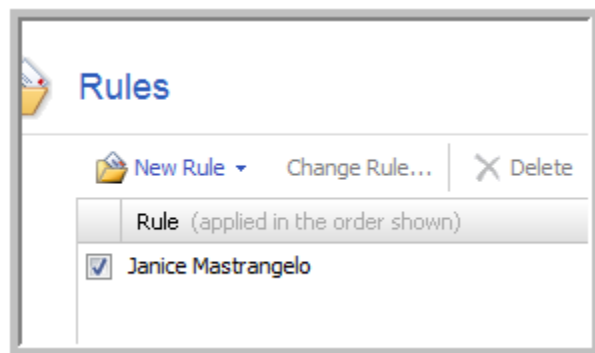 Rules
New Rule Change Rule... Delete
Rule (applied in the order shown)
Janice Mastrangelo